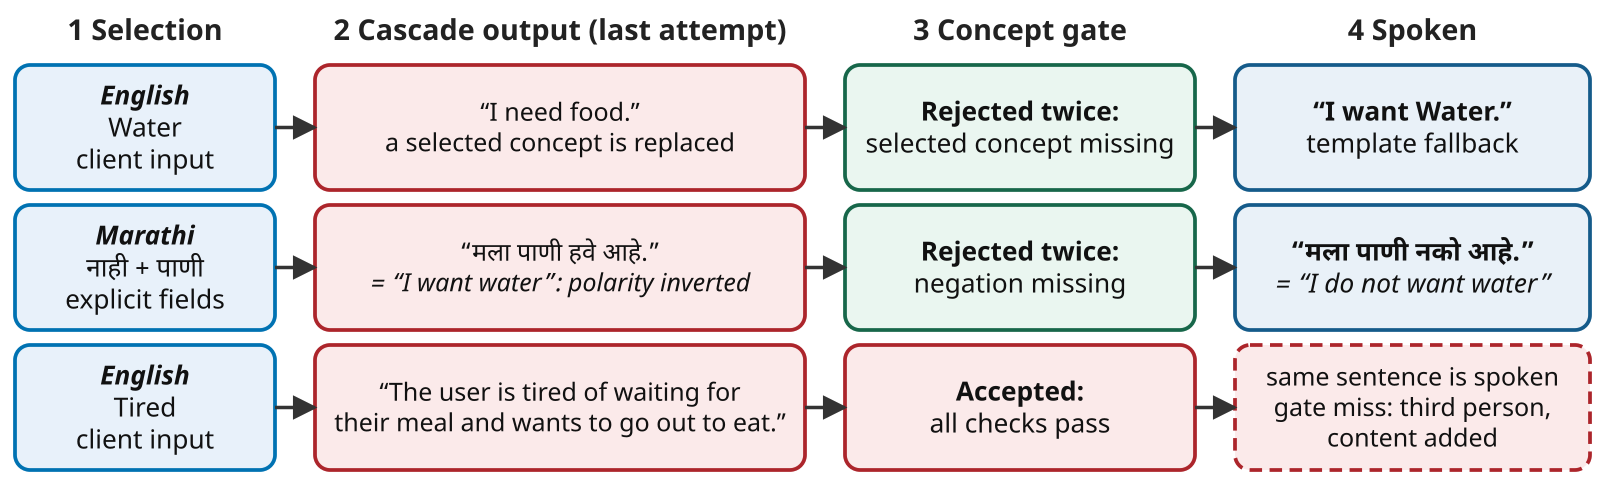 1 Selection
2 Cascade output (last attempt)
3 Concept gate
4 Spoken
English
Water
client input
“I need food.”
a selected concept is replaced
Rejected twice:
selected concept missing
“I want Water.”
template fallback
Marathi
नाही + पाणी
explicit fields
“मला पाणी हवे आहे.”
= “I want water”: polarity inverted
Rejected twice:
negation missing
“मला पाणी नको आहे.”
= “I do not want water”
English
Tired
client input
“The user is tired of waiting for
their meal and wants to go out to eat.”
Accepted:
all checks pass
same sentence is spoken
gate miss: third person,
content added